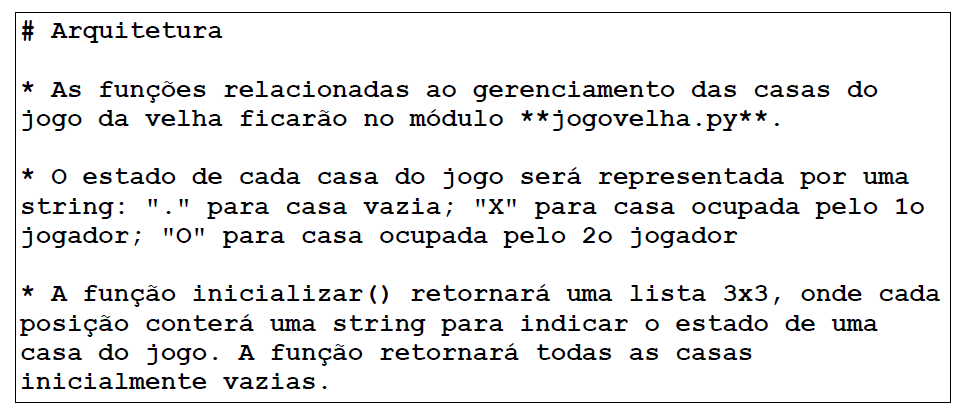 # Arquitetura
* As funções relacionadas ao gerenciamento das casas do
jogo da velha ficarão no módulo **jogovelha.py**.
* O estado de cada casa do jogo será representada por uma
string: "." para casa vazia; "X" para casa ocupada pelo 1o
jogador; "O" para casa ocupada pelo 2o jogador
* A função inicializar() retornará uma lista 3x3, onde cada
posição conterá uma string para indicar o estado de uma
casa do jogo. A função retornará todas as casas
inicialmente vazias.